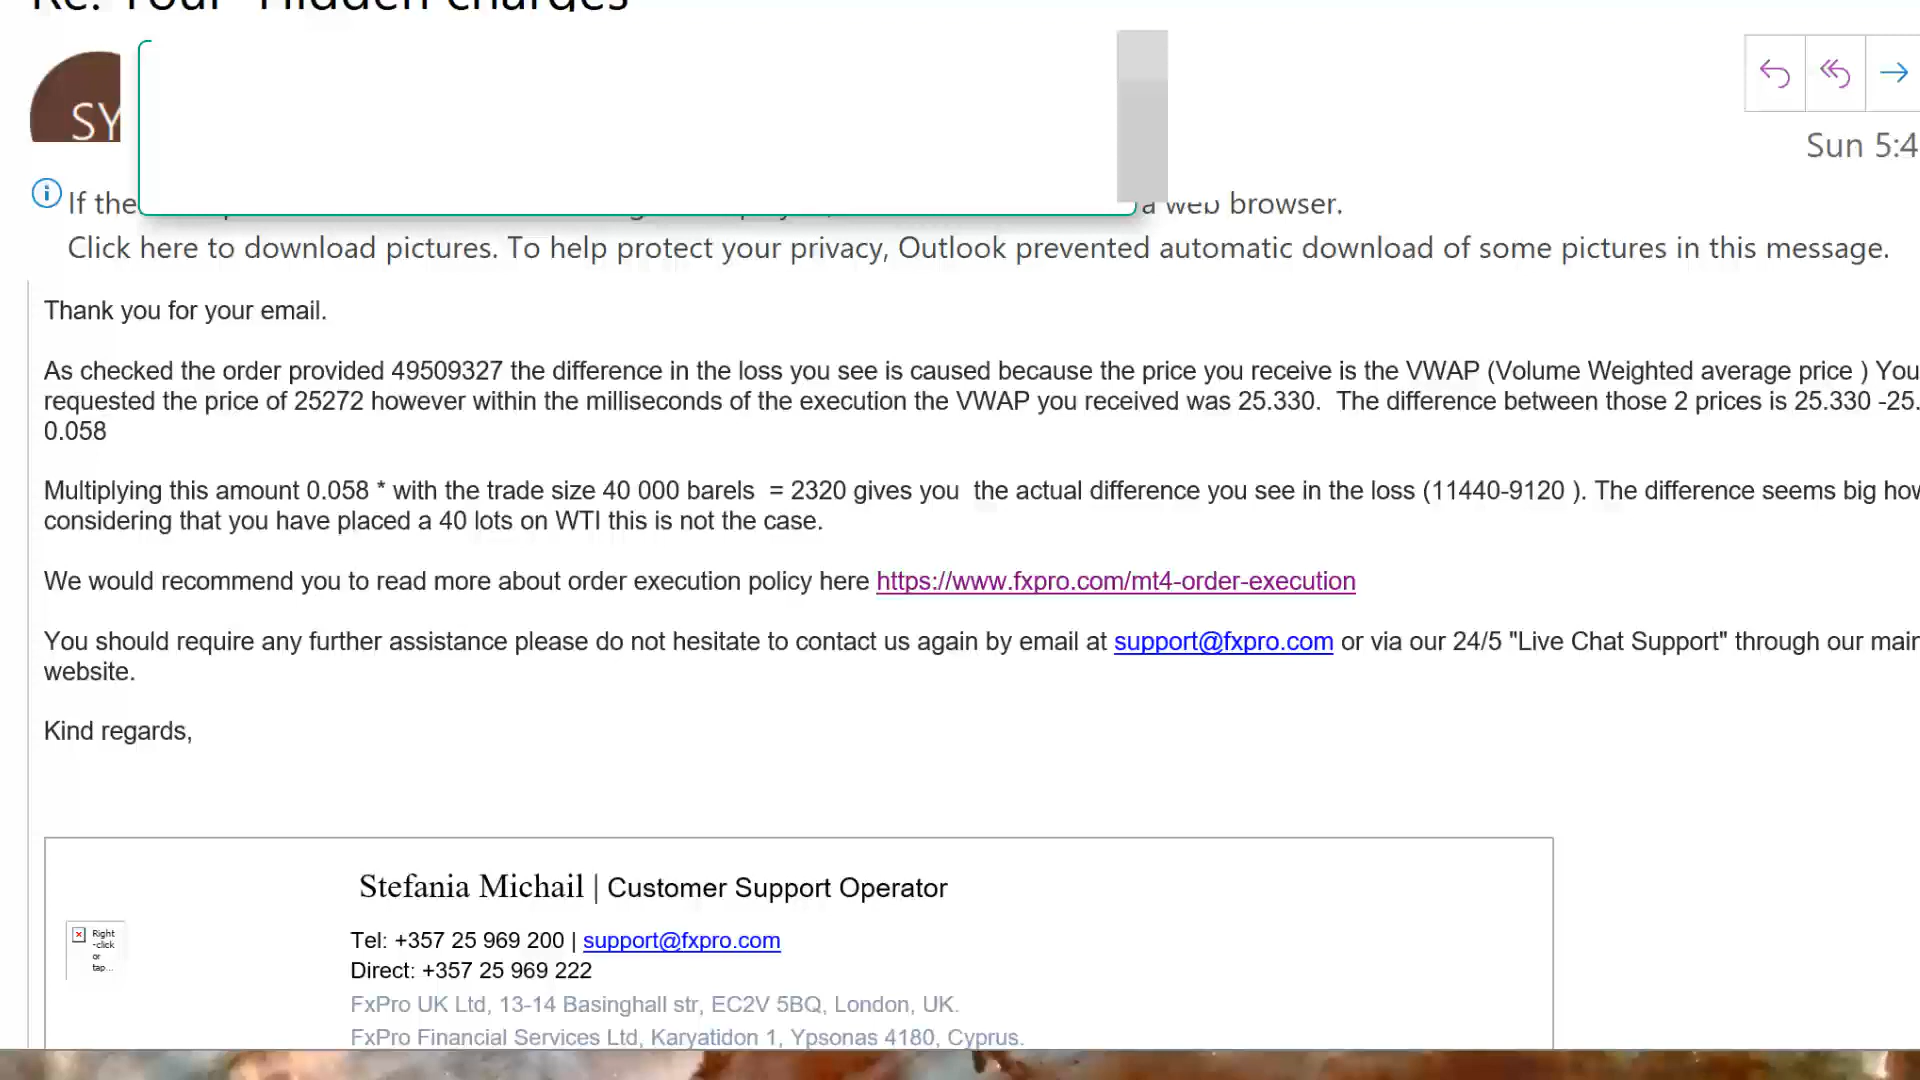 Re: Your "Hidden charges"
SY
Sun 5:4
If the
a web browser.
Click here to download pictures. To help protect your privacy, Outlook prevented automatic download of some pictures in this message.
Thank you for your email.
As checked the order provided 49509327 the difference in the loss you see is caused because the price you receive is the VWAP (Volume Weighted average price ) You
requested the price of 25272 however within the milliseconds of the execution the VWAP you received was 25.330.  The difference between those 2 prices is 25.330 -25.
0.058
Multiplying this amount 0.058 * with the trade size 40 000 barels  = 2320 gives you  the actual difference you see in the loss (11440-9120 ). The difference seems big how
considering that you have placed a 40 lots on WTI this is not the case.
We would recommend you to read more about order execution policy here https://www.fxpro.com/mt4-order-execution
You should require any further assistance please do not hesitate to contact us again by email at support@fxpro.com or via our 24/5 "Live Chat Support" through our main
website.
Kind regards,
Stefania Michail | Customer Support Operator
Right
-click
or
tap...
Tel: +357 25 969 200 | support@fxpro.com
Direct: +357 25 969 222
FxPro UK Ltd, 13-14 Basinghall str, EC2V 5BQ, London, UK.
FxPro Financial Services Ltd, Karyatidon 1, Ypsonas 4180, Cyprus.